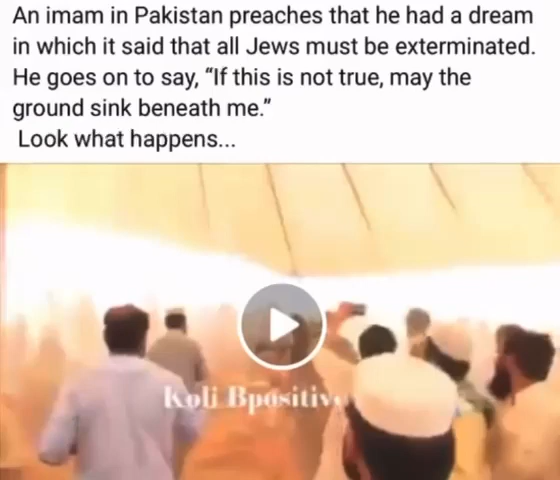 An imam in Pakistan preaches that he had a dream
in which it said that all Jews must be exterminated.
He goes on to say, “If this is not true, may the
ground sink beneath me.”
Look what happens...
Koli Bpositive